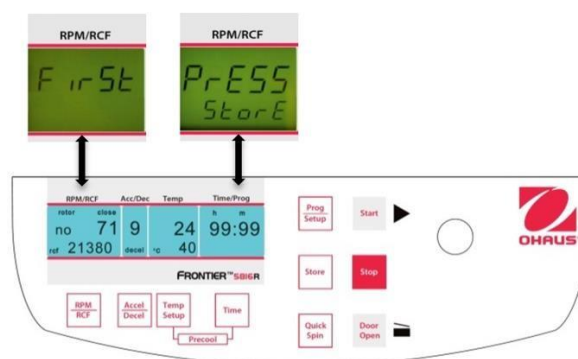 RPM/RCF
RPM/RCF
FirSt
PrESS
StorE
RPM/RCF Acc/Dec Temp Time/Prog
rotor close h m
no 71 9 24 99:99
rcf 21380 decel °C 40
FRONTIER™ 5816R
RPM
RCF
Accel
Decel
Temp
Setup
Time
Precool
Prog
Setup
Start
Store
Stop
Quick
Spin
Door
Open
OHAUS